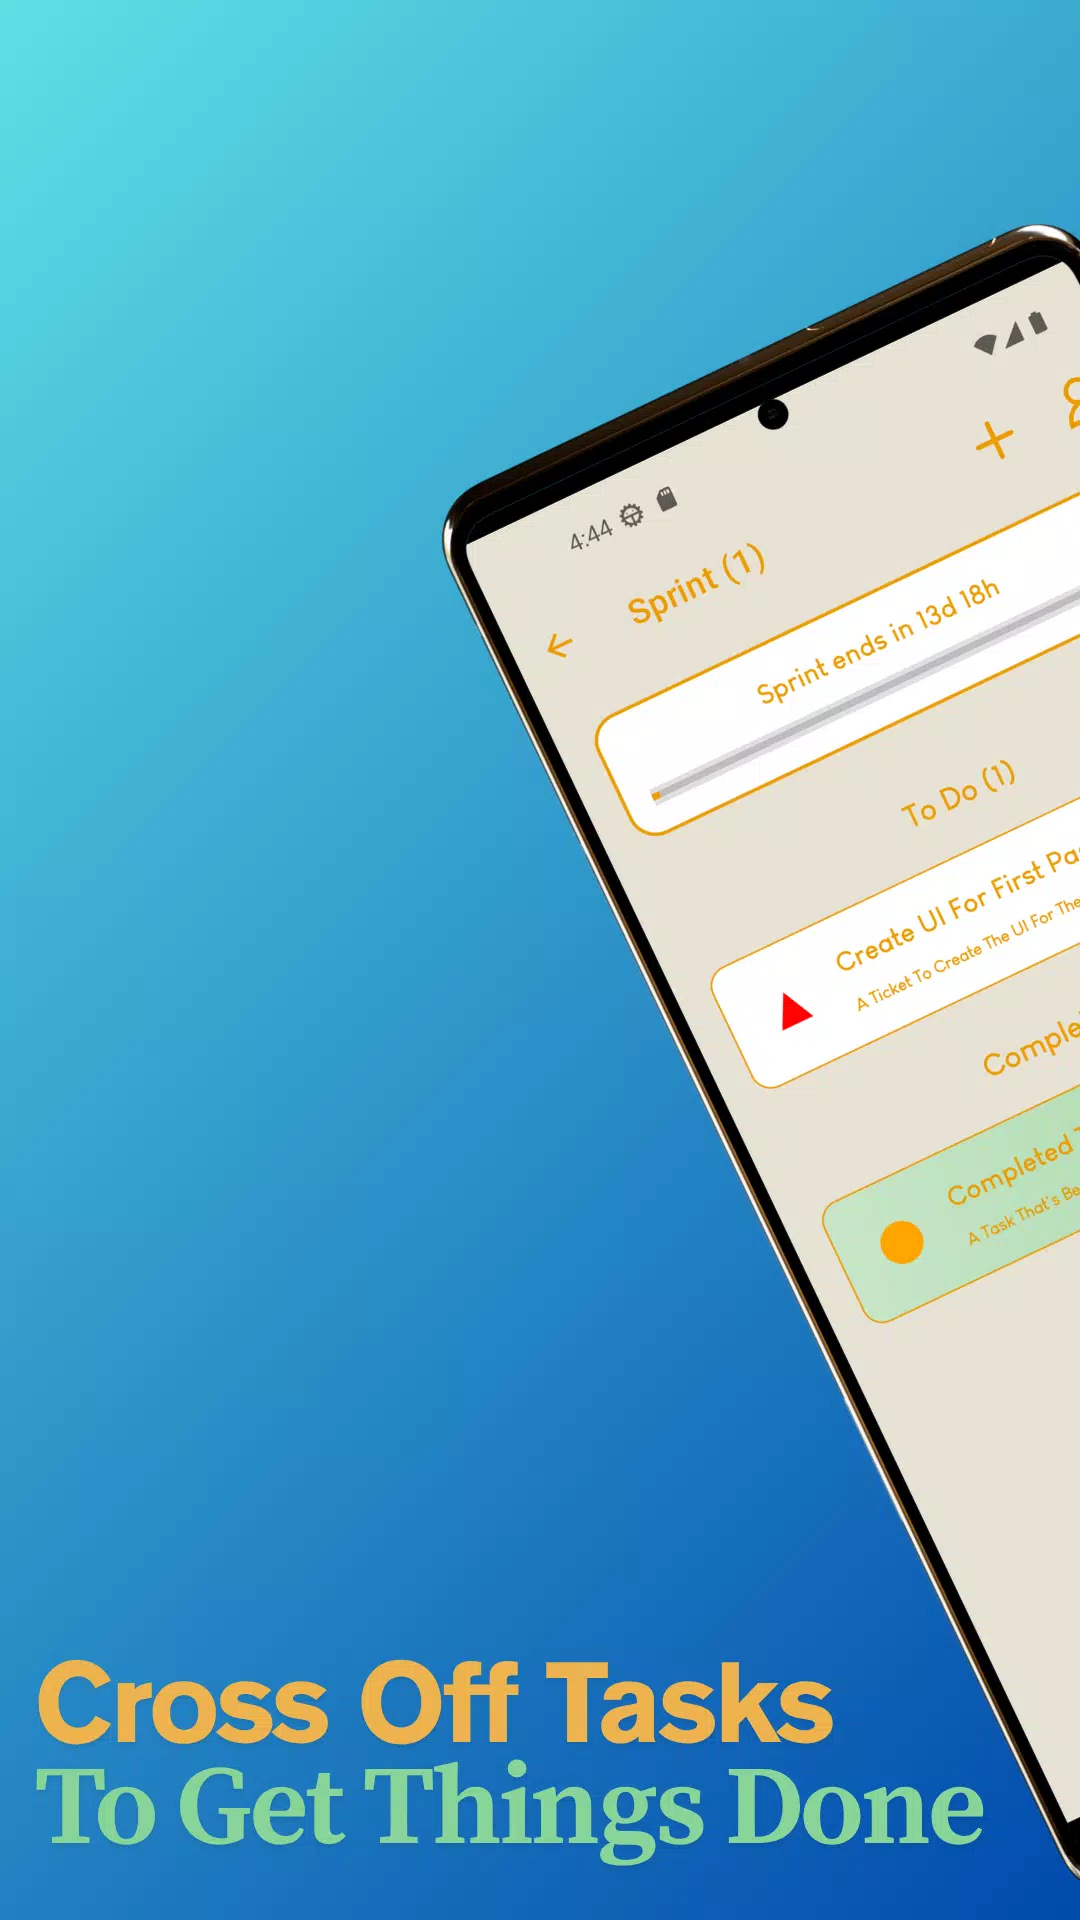 4:44
Sprint (1)
Sprint ends in 13d 18h
To Do (1)
Create UI For First
A Ticket To Create The UI For The
Completed
A Task That's
Cross Off Tasks
To Get Things Done